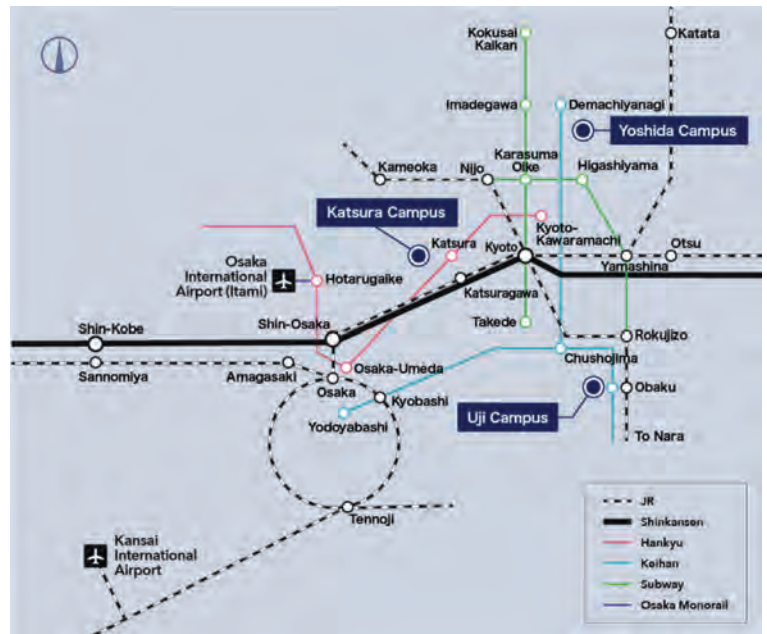 Kokusai
Kaikan
Katata
Imadegawa
Demachiyanagi
Yoshida Campus
Karasuma
Oike
Nijo
Higashiyama
Kameoka
Katsura Campus
Kyoto-
Kawaramachi
Katsura
Kyoto
Otsu
Yamashina
Osaka
International
Airport (Itami)
Hotarugaike
Katsuragawa
Takede
Shin-Kobe
Shin-Osaka
Rokujizo
Chushojima
Sannomiya
Amagasaki
Osaka-Umeda
Osaka
Kyobashi
Obaku
Uji Campus
Yodoyabashi
To Nara
Tennoji
Kansai
International
Airport
JR
Shinkansen
Hankyu
Keihan
Subway
Osaka Monorail